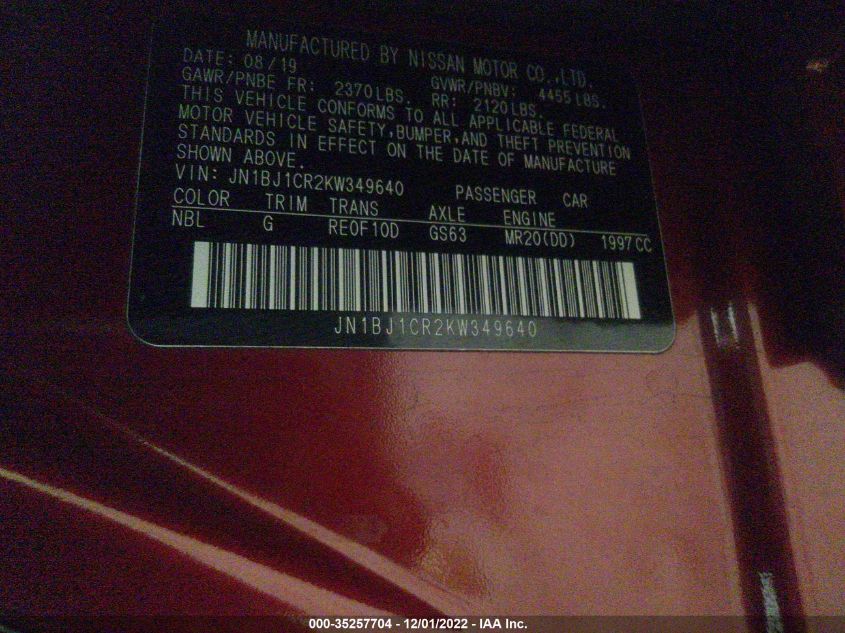 MANUFACTURED BY NISSAN MOTOR CO.,LTD.
DATE: 08/19 GVWR/PNBV: 4455LBS.
GAWR/PNBE FR: 2370LBS. RR: 2120LBS.
THIS VEHICLE CONFORMS TO ALL APPLICABLE FEDERAL
MOTOR VEHICLE SAFETY,BUMPER,AND THEFT PREVENTION
STANDARDS IN EFFECT ON THE DATE OF MANUFACTURE
SHOWN ABOVE.
VIN: JN1BJ1CR2KW349640 PASSENGER CAR
COLOR TRIM TRANS AXLE ENGINE
NBL G REOF10D GS63 MR20(DD) 1997CC
JN1BJ1CR2KW349640
000-35257704 - 12/01/2022 - IAA Inc.